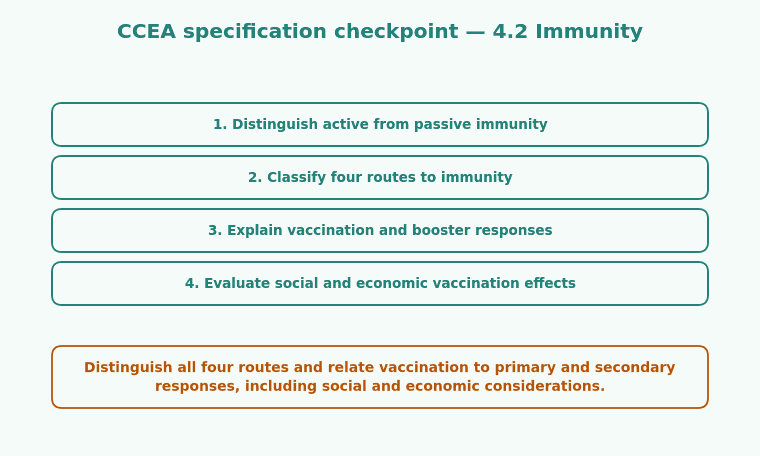 CCEA specification checkpoint — 4.2 Immunity
1. Distinguish active from passive immunity
2. Classify four routes to immunity
3. Explain vaccination and booster responses
4. Evaluate social and economic vaccination effects
Distinguish all four routes and relate vaccination to primary and secondary
responses, including social and economic considerations.